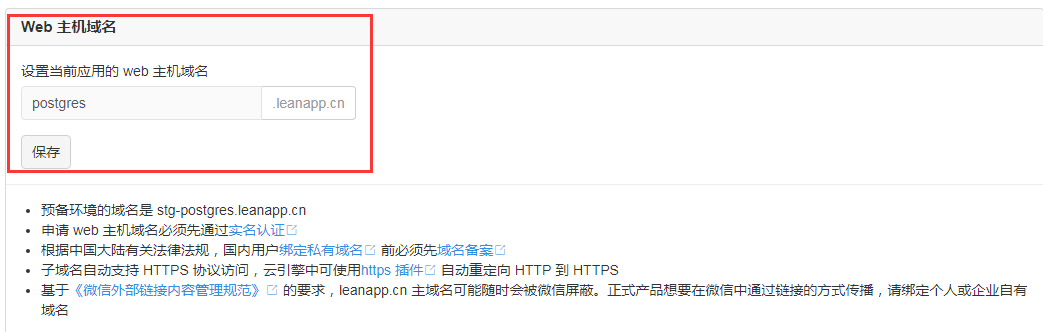 Web 主机域名
设置当前应用的 web 主机域名
postgres .leanapp.cn
保存
• 预备环境的域名是 stg-postgres.leanapp.cn
• 申请 web 主机域名必须先通过实名认证
• 根据中国大陆有关法律法规，国内用户绑定私有域名 前必须先域名备案
• 子域名自动支持 HTTPS 协议访问，云引擎中可使用https 插件 自动重定向 HTTP 到 HTTPS
• 基于《微信外部链接内容管理规范》 的要求，leanapp.cn 主域名可能随时会被微信屏蔽。正式产品想要在微信中通过链接的方式传播，请绑定个人或企业自有
域名